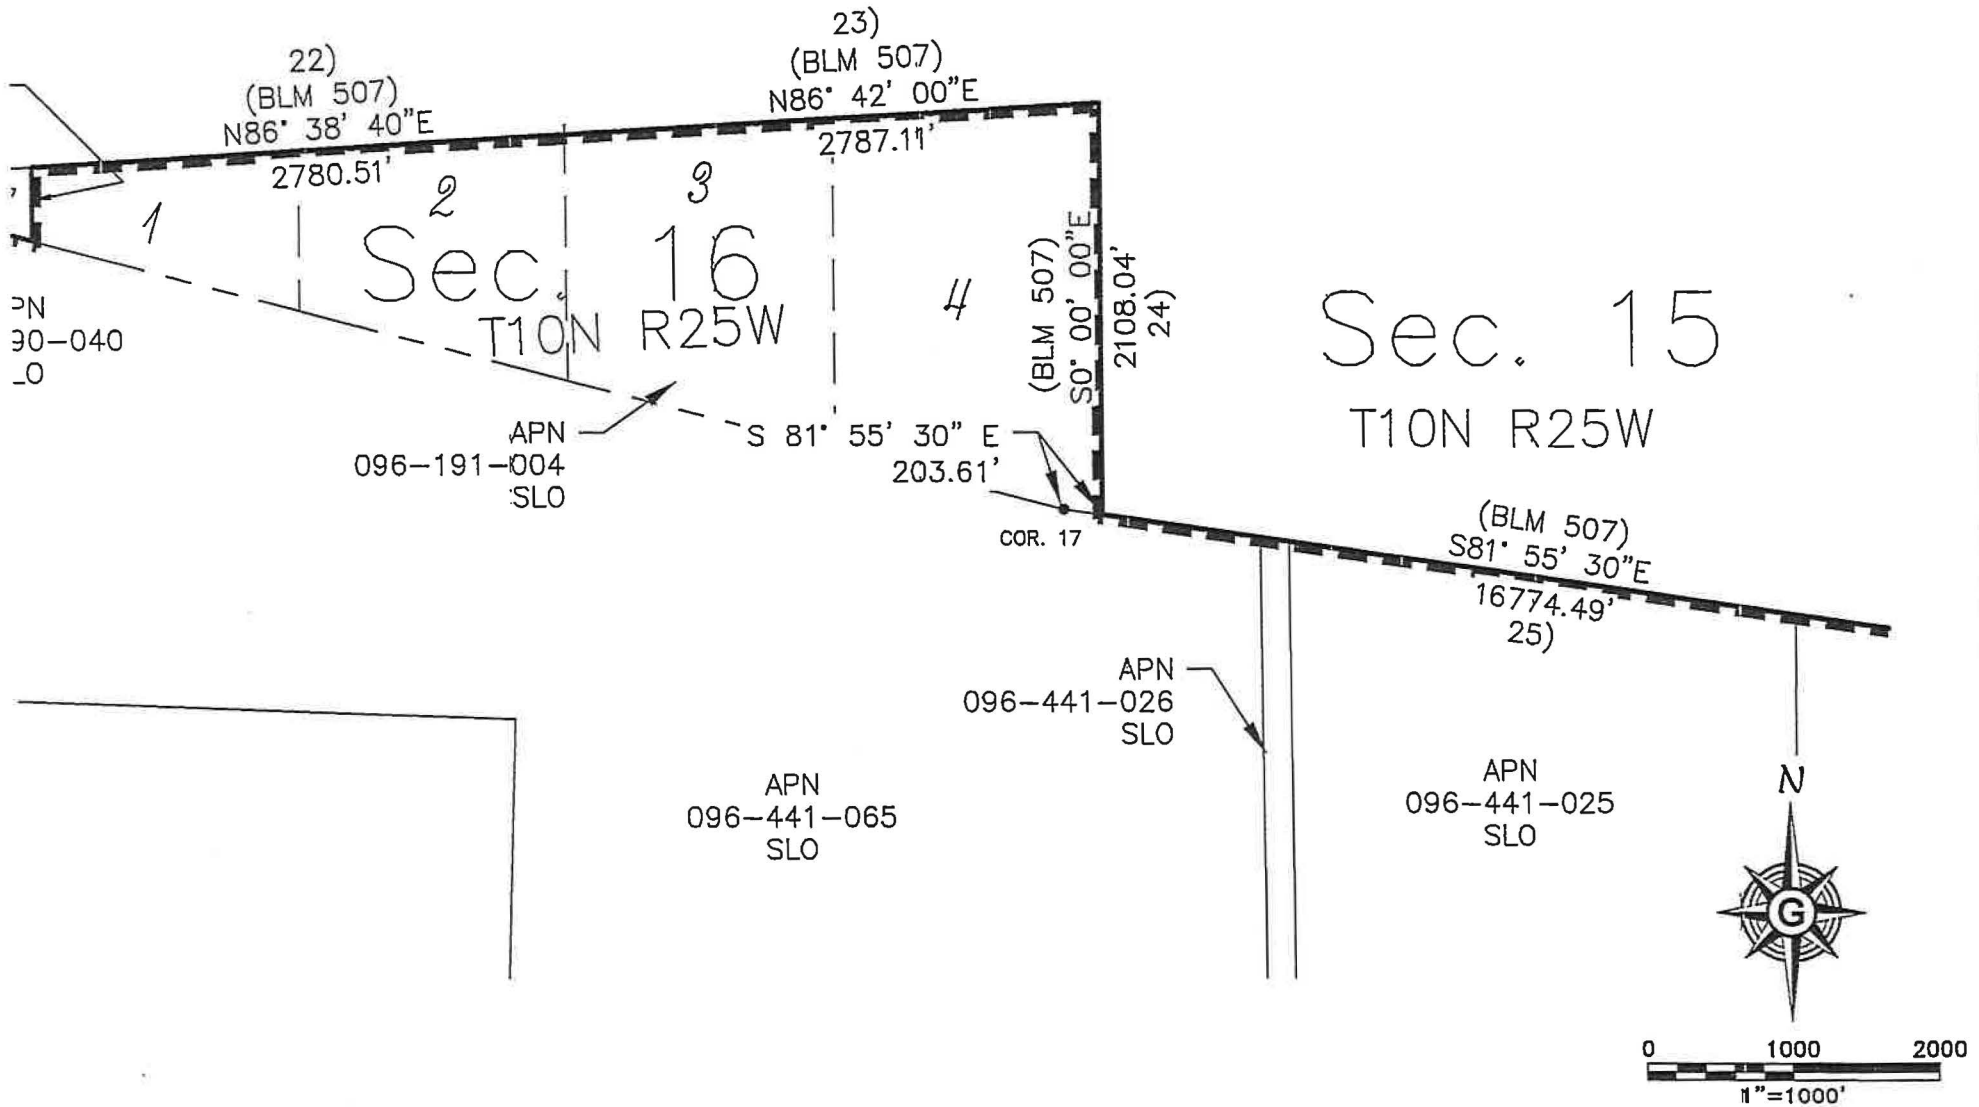 22)
(BLM 507)
N86° 38' 40"E
2780.51'
23)
(BLM 507)
N86° 42' 00"E
2787.11'
1
2
3
4
Sec. 16
T10N R25W
(BLM 507)
S0° 00' 00"E
2108.04'
24)
Sec. 15
T10N R25W
PN
90-040
LO
APN
096-191-004
SLO
S 81° 55' 30" E
203.61'
COR. 17
(BLM 507)
S81° 55' 30"E
16774.49'
25)
APN
096-441-026
SLO
APN
096-441-065
SLO
APN
096-441-025
SLO
N
G
0 1000 2000
1"=1000'